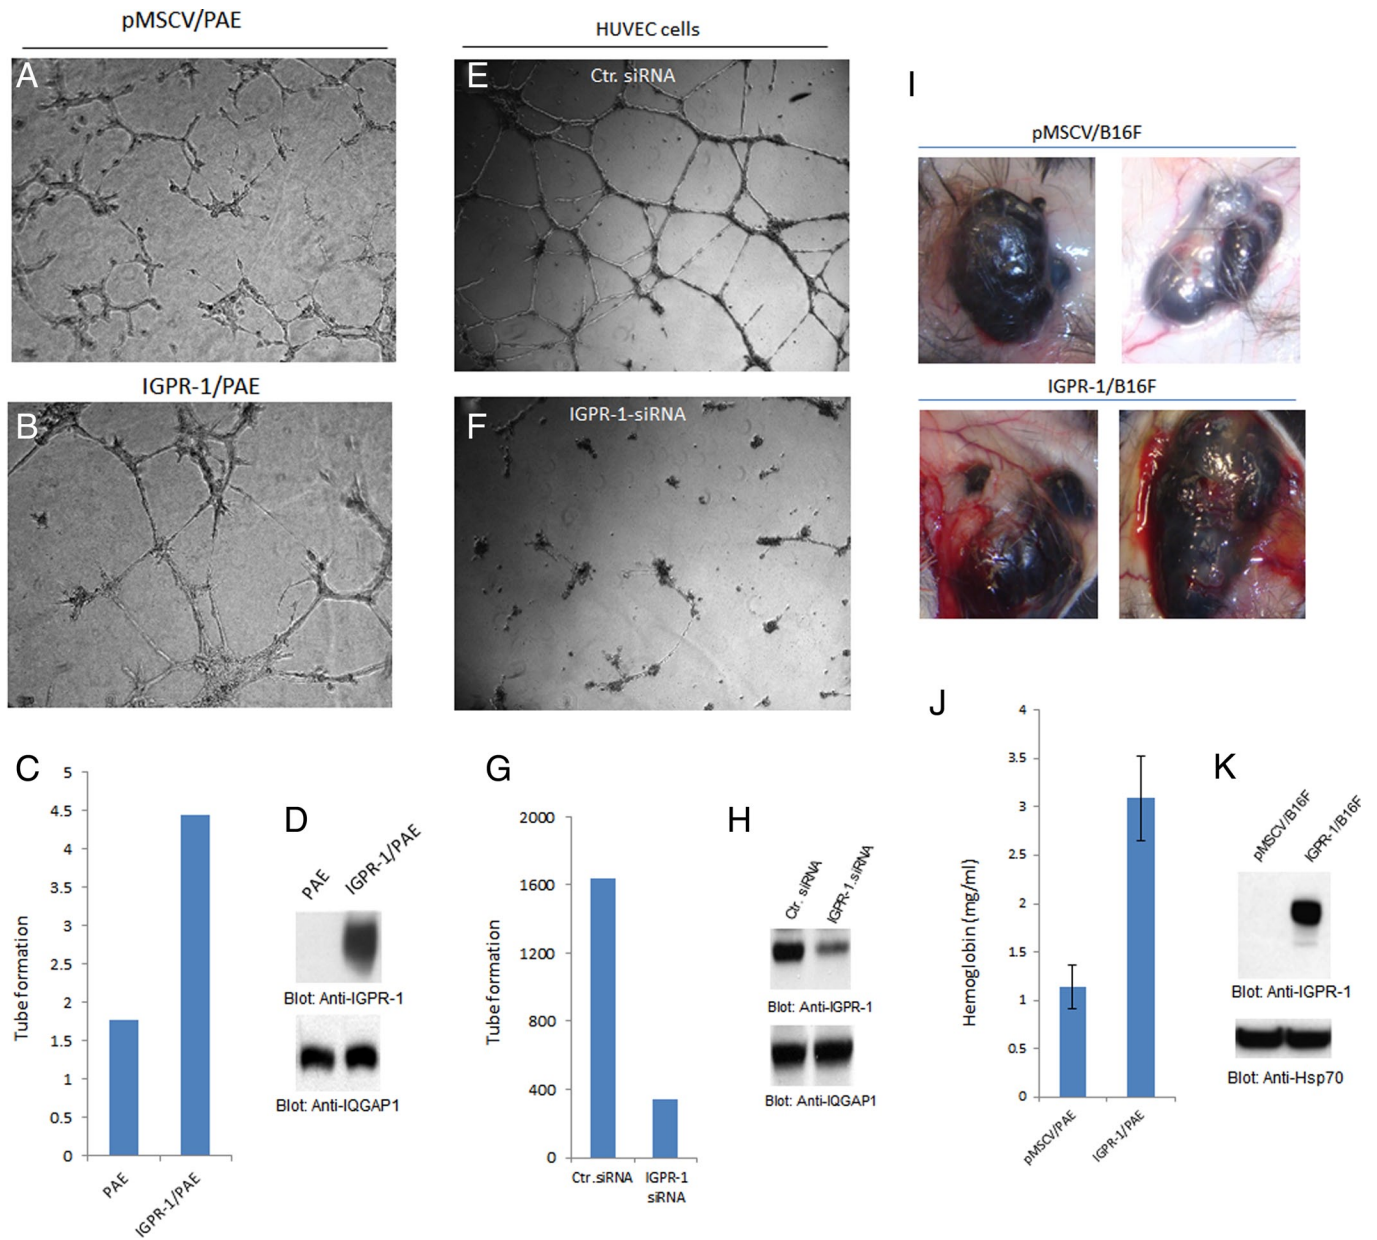 pMSCV/PAE
A
IGPR-1/PAE
B
HUVEC cells
E
Ctr. siRNA
F
IGPR-1-siRNA
I
pMSCV/B16F
IGPR-1/B16F
C
Tube formation
5
4.5
4
3.5
3
2.5
2
1.5
1
0.5
0
PAE
IGPR-1/PAE
D
PAE
IGPR-1/PAE
Blot: Anti-IGPR-1
Blot: Anti-IQGAP1
G
Tube formation
2000
1600
1200
800
400
0
Ctr.siRNA
IGPR-1
siRNA
H
Ctr. siRNA
IGPR-1.siRNA
Blot: Anti-IGPR-1
Blot: Anti-IQGAP1
J
Hemoglobin (mg/ml)
4
3.5
3
2.5
2
1.5
1
0.5
0
pMSCV/PAE
IGPR-1/PAE
K
pMSCV/B16F
IGPR-1/B16F
Blot: Anti-IGPR-1
Blot: Anti-Hsp70